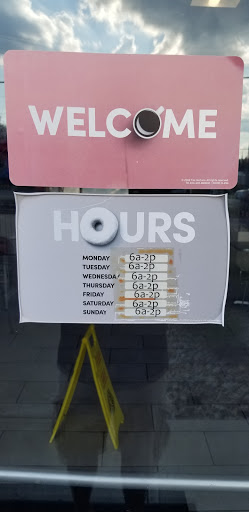 WELCOME
HOURS
MONDAY 6a-2p
TUESDAY 6a-2p
WEDNESDAY 6a-2p
THURSDAY 6a-2p
FRIDAY 6a-2p
SATURDAY 6a-2p
SUNDAY 6a-2p